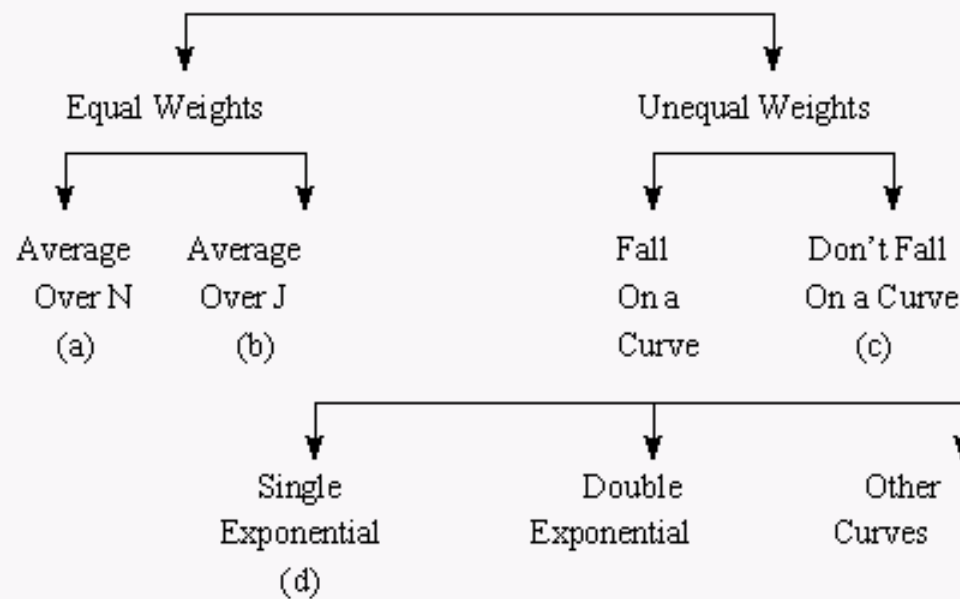 Equal Weights
Unequal Weights
Average
Over N
(a)
Average
Over J
(b)
Fall
On a
Curve
Don't Fall
On a Curve
(c)
Single
Exponential
(d)
Double
Exponential
Other
Curves